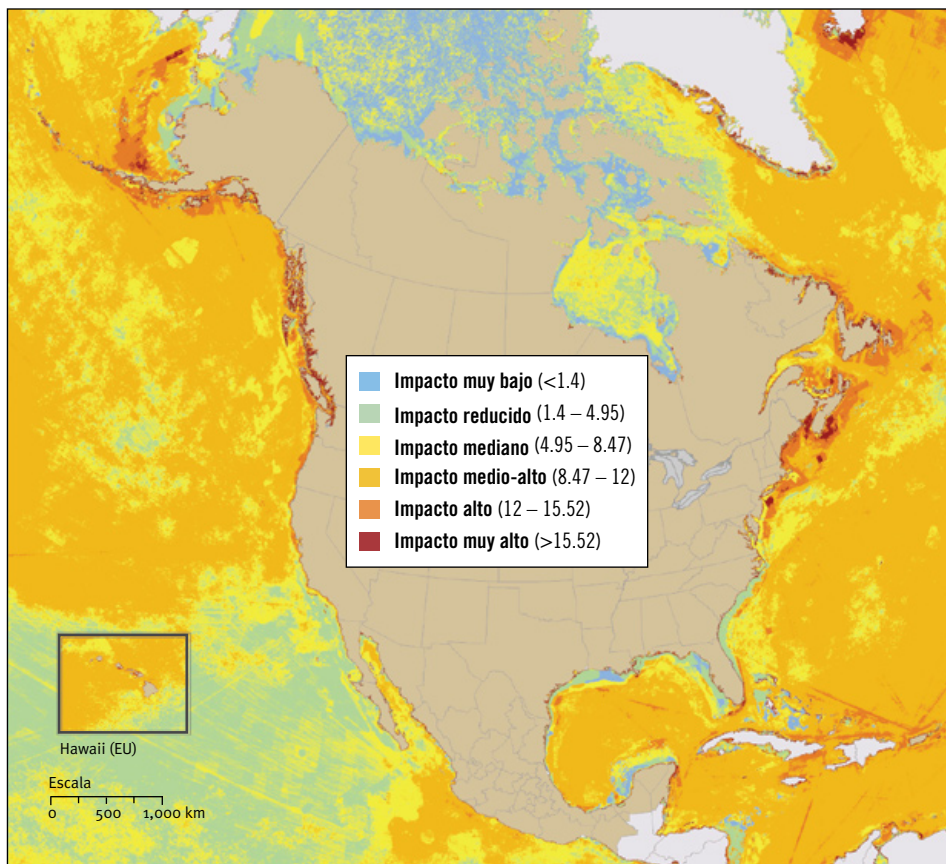 Impacto muy bajo (<1.4)
Impacto reducido (1.4 – 4.95)
Impacto mediano (4.95 – 8.47)
Impacto medio-alto (8.47 – 12)
Impacto alto (12 – 15.52)
Impacto muy alto (>15.52)
Hawaii (EU)
Escala
0 500 1,000 km